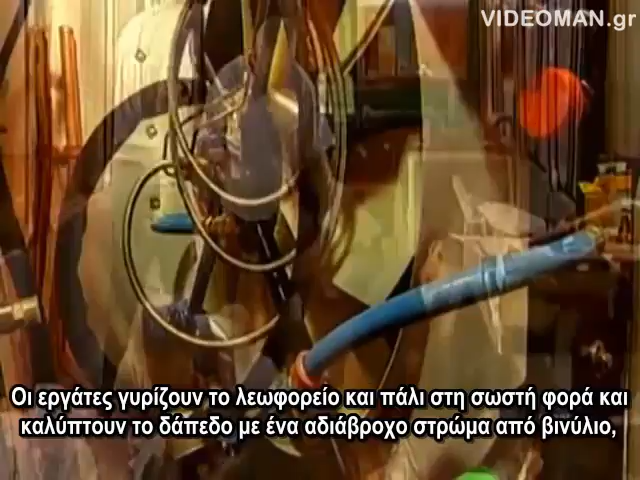 VIDEOMAN.gr
Οι εργάτες γυρίζουν το λεωφορείο και πάλι στη σωστή φορά και
καλύπτουν το δάπεδο με ένα αδιάβροχο στρώμα από βινύλιο,